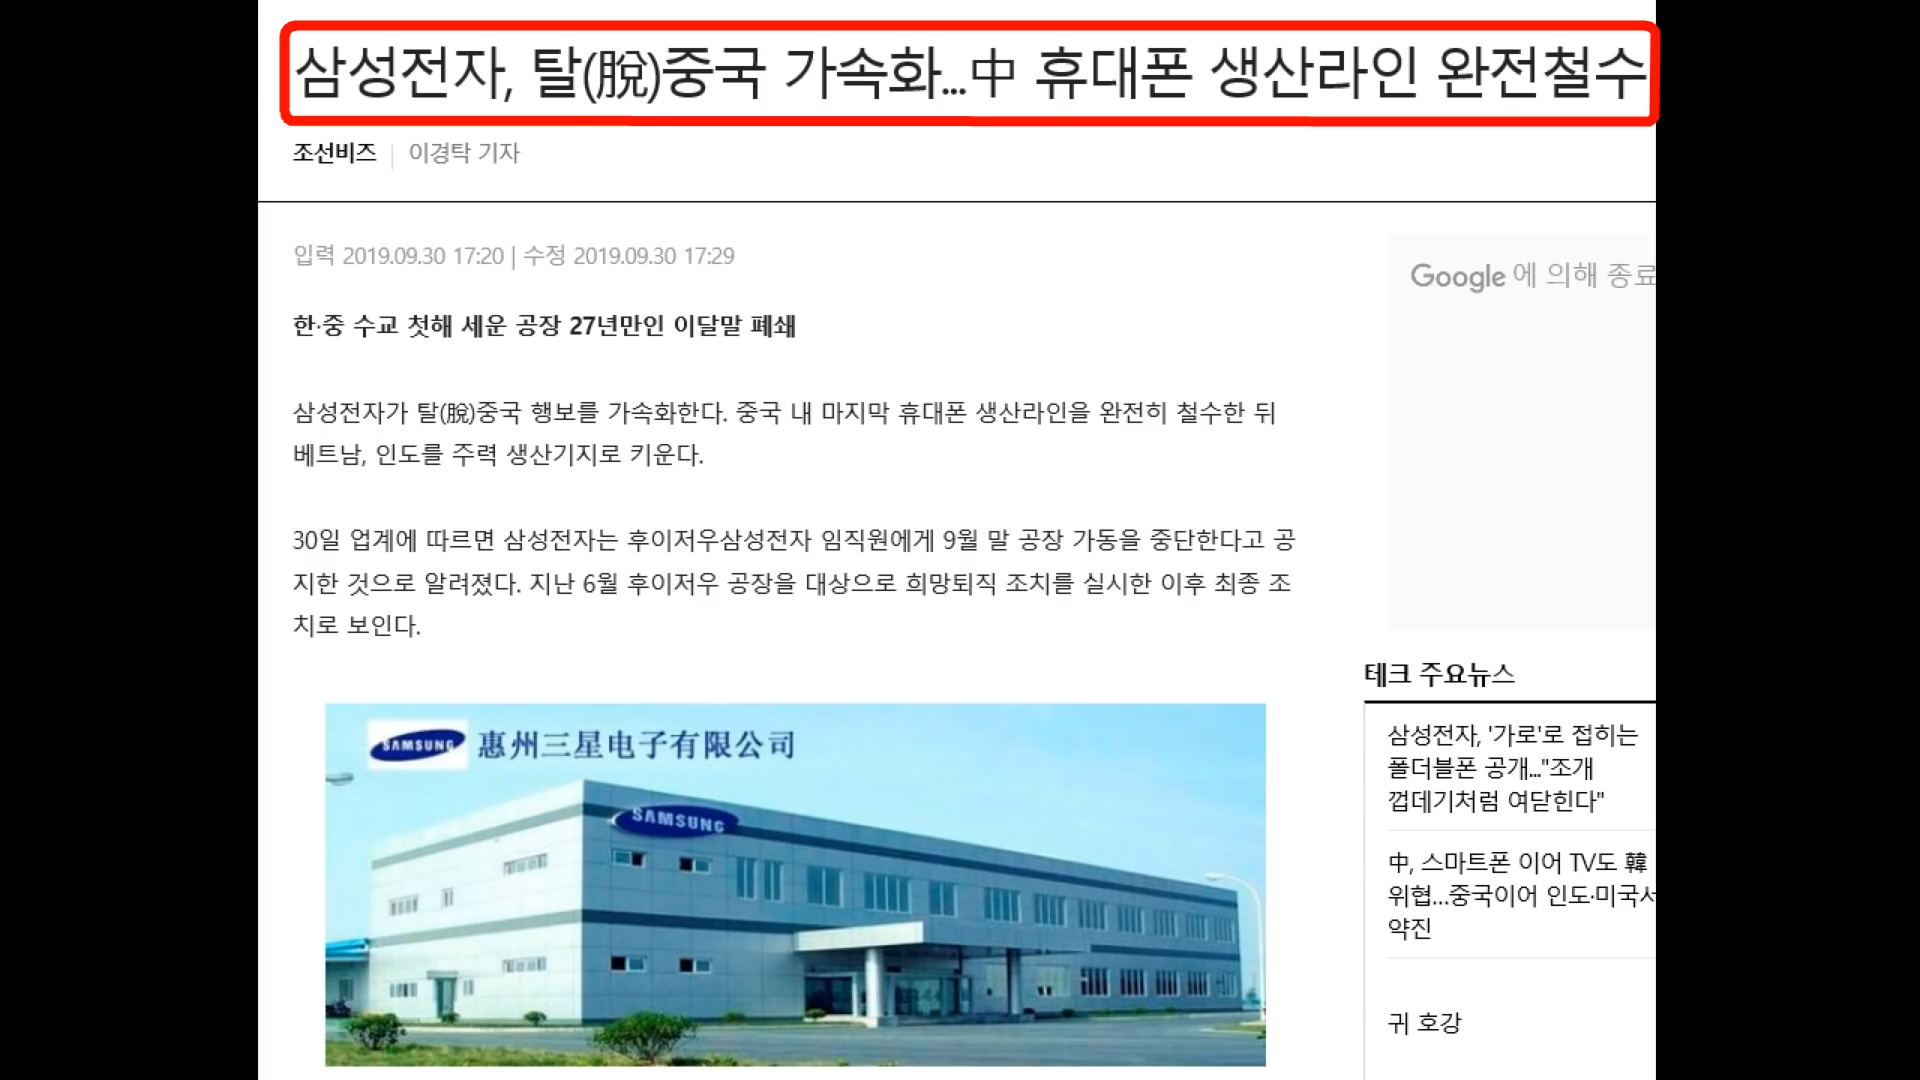 삼성전자, 탈(脫)중국 가속화...中 휴대폰 생산라인 완전철수
조선비즈 | 이경탁 기자
입력 2019.09.30 17:20 | 수정 2019.09.30 17:29
한·중 수교 첫해 세운 공장 27년만인 이달말 폐쇄
삼성전자가 탈(脫)중국 행보를 가속화한다. 중국 내 마지막 휴대폰 생산라인을 완전히 철수한 뒤
베트남, 인도를 주력 생산기지로 키운다.
30일 업계에 따르면 삼성전자는 후이저우삼성전자 임직원에게 9월 말 공장 가동을 중단한다고 공
지한 것으로 알려졌다. 지난 6월 후이저우 공장을 대상으로 희망퇴직 조치를 실시한 이후 최종 조
치로 보인다.
SAMSUNG 惠州三星电子有限公司
SAMSUNG
Google 에 의해 종료
테크 주요뉴스
삼성전자, '가로'로 접히는
폴더블폰 공개..."조개
껍데기처럼 여닫힌다"
中, 스마트폰 이어 TV도 韓
위협...중국이어 인도·미국서
약진
귀 호강